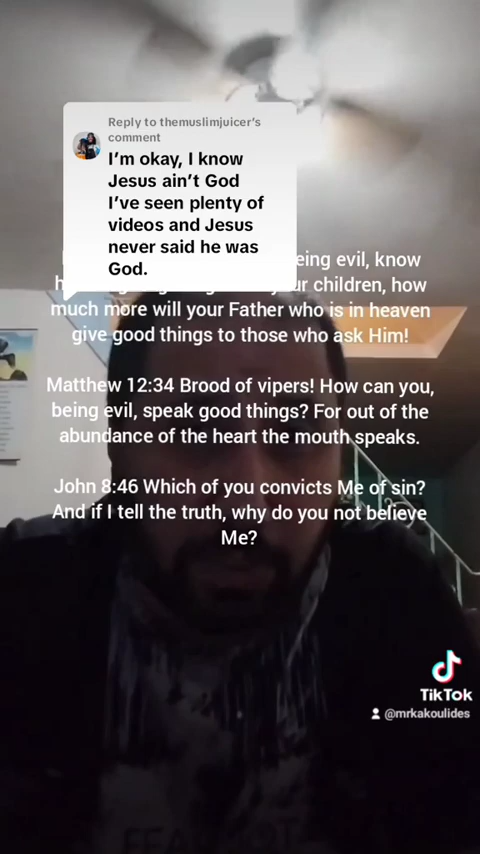 Reply to themuslimjuicer's
comment
I'm okay, I know
Jesus ain't God
I've seen plenty of
videos and Jesus
never said he was
God.
eing evil, know
ur children, how
much more will your Father who is in heaven
give good things to those who ask Him!
Matthew 12:34 Brood of vipers! How can you,
being evil, speak good things? For out of the
abundance of the heart the mouth speaks.
John 8:46 Which of you convicts Me of sin?
And if I tell the truth, why do you not believe
Me?
TikTok
@mrkakoulides